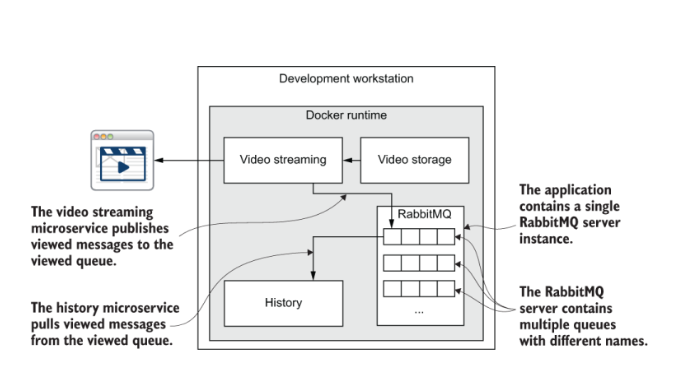 Development workstation
Docker runtime
Video streaming
Video storage
The video streaming
microservice publishes
viewed messages to the
viewed queue.
RabbitMQ
The application
contains a single
RabbitMQ server
instance.
The history microservice
pulls viewed messages
from the viewed queue.
History
...
The RabbitMQ
server contains
multiple queues
with different names.